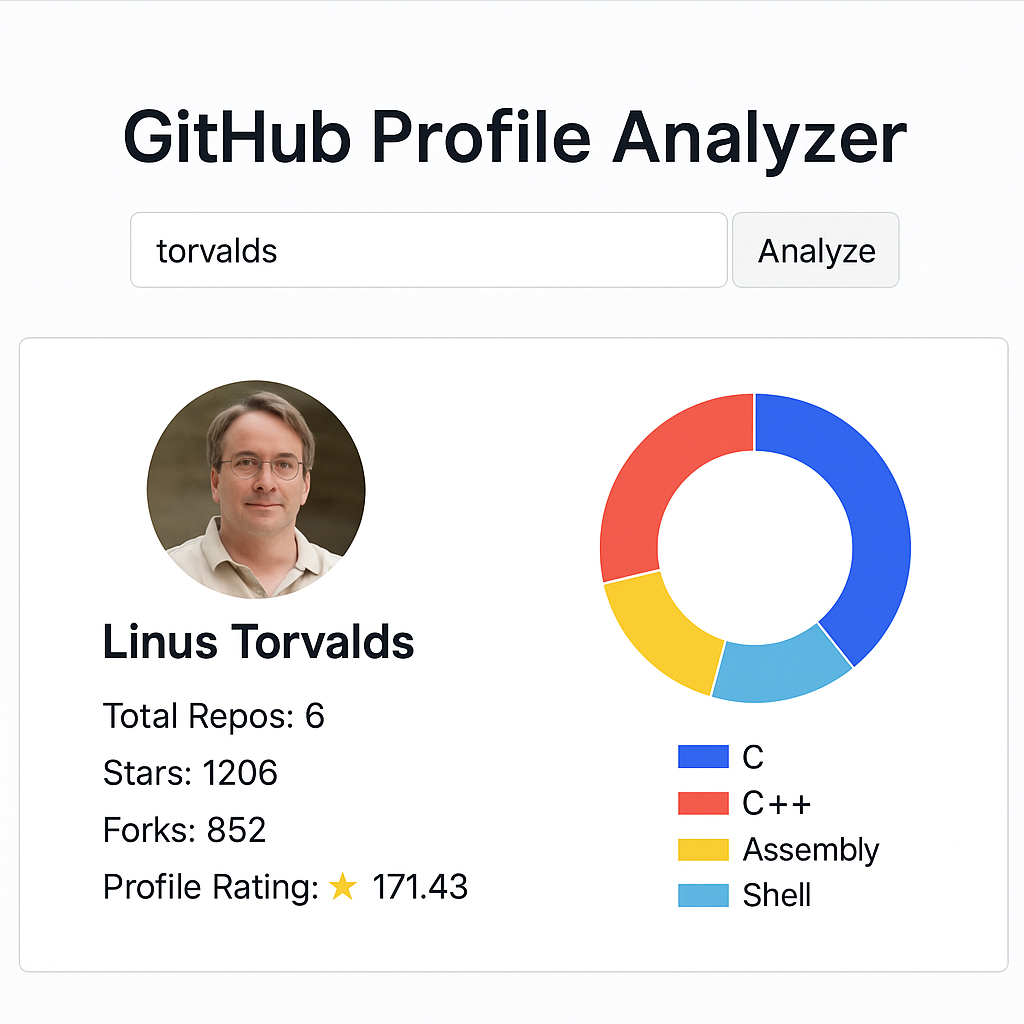 GitHub Profile Analyzer
torvalds
Analyze
Linus Torvalds
Total Repos: 6
Stars: 1206
Forks: 852
Profile Rating: ★ 171.43
C
C++
Assembly
Shell